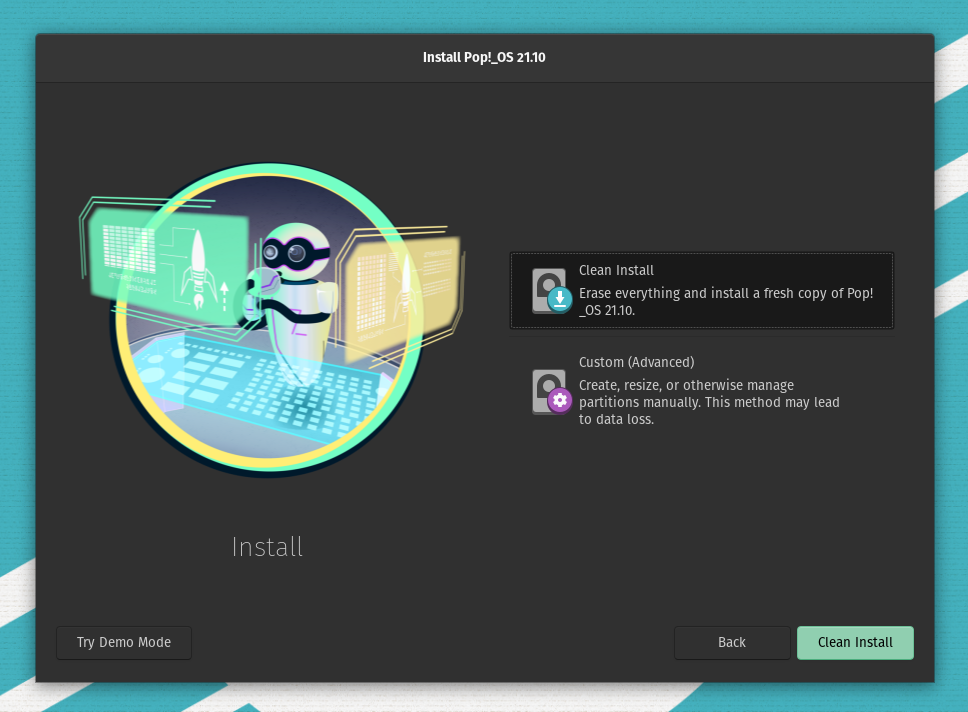 Install Pop!_OS 21.10
Clean Install
Erase everything and install a fresh copy of Pop!
_OS 21.10.
Custom (Advanced)
Create, resize, or otherwise manage
partitions manually. This method may lead
to data loss.
Install
Try Demo Mode
Back
Clean Install